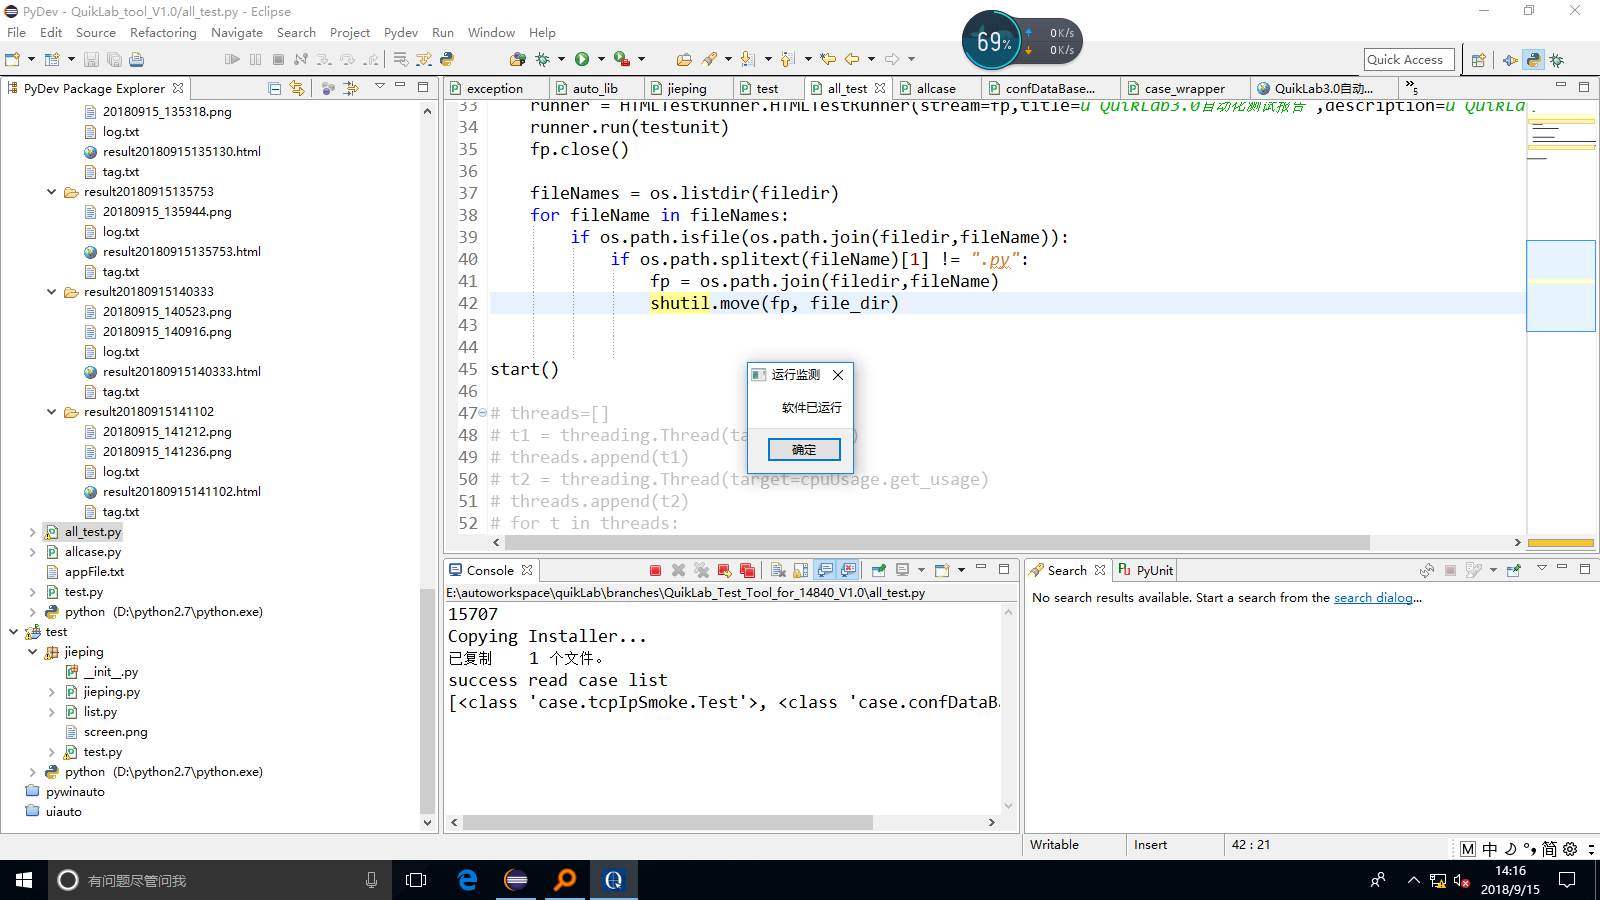 PyDev - QuikLab_tool_V1.0/all_test.py - Eclipse
File Edit Source Refactoring Navigate Search Project Pydev Run Window Help
69%
0K/s
0K/s
Quick Access
PyDev Package Explorer
20180915_135318.png
log.txt
result20180915135130.html
tag.txt
result20180915135753
20180915_135944.png
log.txt
result20180915135753.html
tag.txt
result20180915140333
20180915_140523.png
20180915_140916.png
log.txt
result20180915140333.html
tag.txt
result20180915141102
20180915_141212.png
20180915_141236.png
log.txt
result20180915141102.html
tag.txt
all_test.py
allcase.py
appFile.txt
test.py
python (D:\python2.7\python.exe)
test
jieping
__init__.py
jieping.py
list.py
screen.png
test.py
python (D:\python2.7\python.exe)
pywinauto
uiauto
exception auto_lib jieping test all_test allcase confDataBase... case_wrapper QuikLab3.0自动... »5
33 runner = HTMLTestRunner.HTMLTestRunner(stream=fp,title=u'QuikLab3.0自动化测试报告',description=u'QuikLa
34 runner.run(testunit)
35 fp.close()
36
37 fileNames = os.listdir(filedir)
38 for fileName in fileNames:
39 if os.path.isfile(os.path.join(filedir,fileName)):
40 if os.path.splitext(fileName)[1] != ".py":
41 fp = os.path.join(filedir,fileName)
42 shutil.move(fp, file_dir)
43
44
45 start()
46
47 # threads=[]
48 # t1 = threading.Thread(ta )
49 # threads.append(t1)
50 # t2 = threading.Thread(target=cpuUsage.get_usage)
51 # threads.append(t2)
52 # for t in threads:
运行监测
软件已运行
确定
Console
E:\autoworkspace\quikLab\branches\QuikLab_Test_Tool_for_14840_V1.0\all_test.py
15707
Copying Installer...
已复制 1 个文件。
success read case list
[<class 'case.tcpIpSmoke.Test'>, <class 'case.confDataBa
Search PyUnit
No search results available. Start a search from the search dialog...
Writable Insert 42 : 21
M 中 简
有问题尽管问我
14:16
2018/9/15